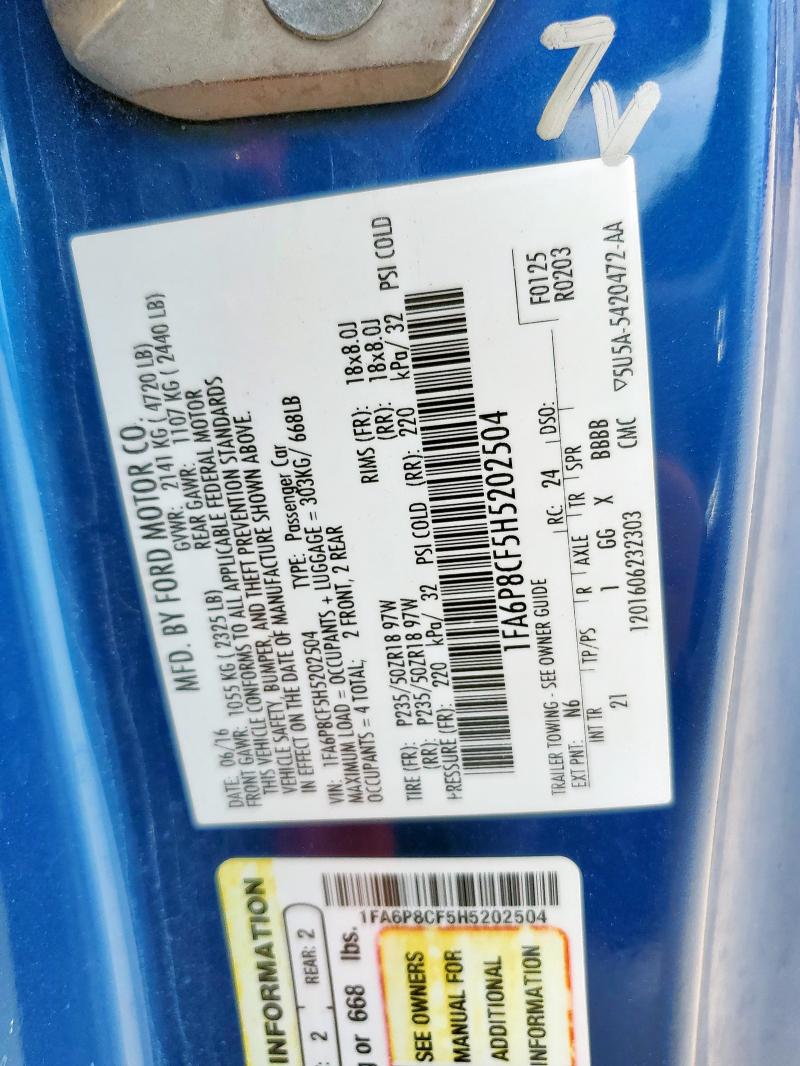 7
V
MFD. BY FORD MOTOR CO.
DATE: 06/16 GVWR: 2141 KG ( 4720 LB)
FRONT GAWR: 1055 KG ( 2325 LB) REAR GAWR: 1107 KG ( 2440 LB)
THIS VEHICLE CONFORMS TO ALL APPLICABLE FEDERAL MOTOR
VEHICLE SAFETY, BUMPER, AND THEFT PREVENTION STANDARDS
IN EFFECT ON THE DATE OF MANUFACTURE SHOWN ABOVE.
VIN: 1FA6P8CF5H5202504 TYPE: Passenger Car
MAXIMUM LOAD = OCCUPANTS + LUGGAGE = 303KG/ 668LB
OCCUPANTS = 4 TOTAL; 2 FRONT, 2 REAR
TIRE (FR): P235/50ZR18 97W RIMS (FR): 18x8.0J
(RR): P235/50ZR18 97W (RR): 18x8.0J
PRESSURE (FR): 220 kPa/ 32 PSI COLD (RR): 220 kPa/ 32 PSI COLD
1FA6P8CF5H5202504
TRAILER TOWING - SEE OWNER GUIDE
F0125
R0203
EXT PNT: N6 RC: 24 DSO:
INT TR TP/PS R AXLE TR SPR
21 1 GG X BBBB
1201606232303 CMC ▽5U5A-5420472-AA
INFORMATION
2 REAR: 2
or 668 lbs.
1FA6P8CF5H5202504
SEE OWNERS
MANUAL FOR
ADDITIONAL
INFORMATION